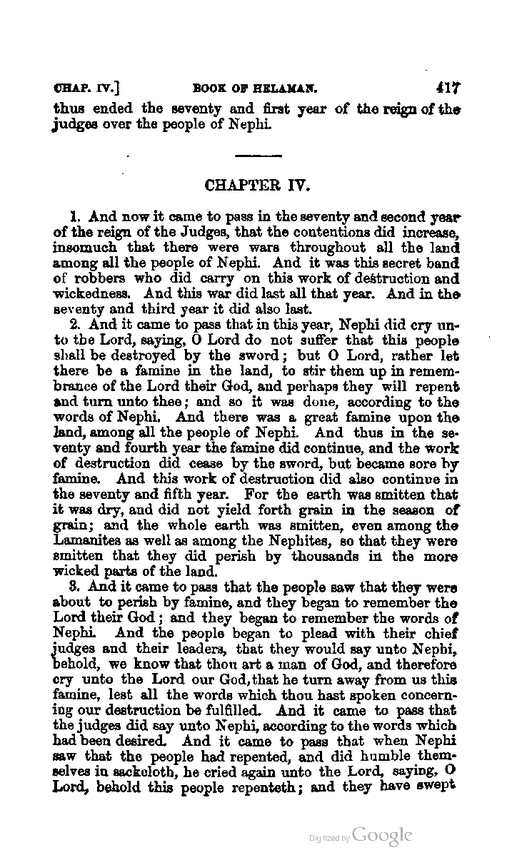 CHAP. IV.] BOOK OF HELAMAN. 417
thus ended the seventy and first year of the reign of the
judges over the people of Nephi.
CHAPTER IV.
1. And now it came to pass in the seventy and second year
of the reign of the Judges, that the contentions did increase,
insomuch that there were wars throughout all the land
among all the people of Nephi. And it was this secret band
of robbers who did carry on this work of destruction and
wickedness. And this war did last all that year. And in the
seventy and third year it did also last.
2. And it came to pass that in this year, Nephi did cry un-
to the Lord, saying, O Lord do not suffer that this people
shall be destroyed by the sword; but O Lord, rather let
there be a famine in the land, to stir them up in remem-
brance of the Lord their God, and perhaps they will repent
and turn unto thee; and so it was done, according to the
words of Nephi. And there was a great famine upon the
land, among all the people of Nephi. And thus in the se-
venty and fourth year the famine did continue, and the work
of destruction did cease by the sword, but became sore by
famine. And this work of destruction did also continue in
the seventy and fifth year. For the earth was smitten that
it was dry, and did not yield forth grain in the season of
grain; and the whole earth was smitten, even among the
Lamanites as well as among the Nephites, so that they were
smitten that they did perish by thousands in the more
wicked parts of the land.
3. And it came to pass that the people saw that they were
about to perish by famine, and they began to remember the
Lord their God; and they began to remember the words of
Nephi. And the people began to plead with their chief
judges and their leaders, that they would say unto Nephi,
behold, we know that thou art a man of God, and therefore
cry unto the Lord our God, that he turn away from us this
famine, lest all the words which thou hast spoken concern-
ing our destruction be fulfilled. And it came to pass that
the judges did say unto Nephi, according to the words which
had been desired. And it came to pass that when Nephi
saw that the people had repented, and did humble them-
selves in sackcloth, he cried again unto the Lord, saying, O
Lord, behold this people repenteth; and they have swept
Digitized by Google